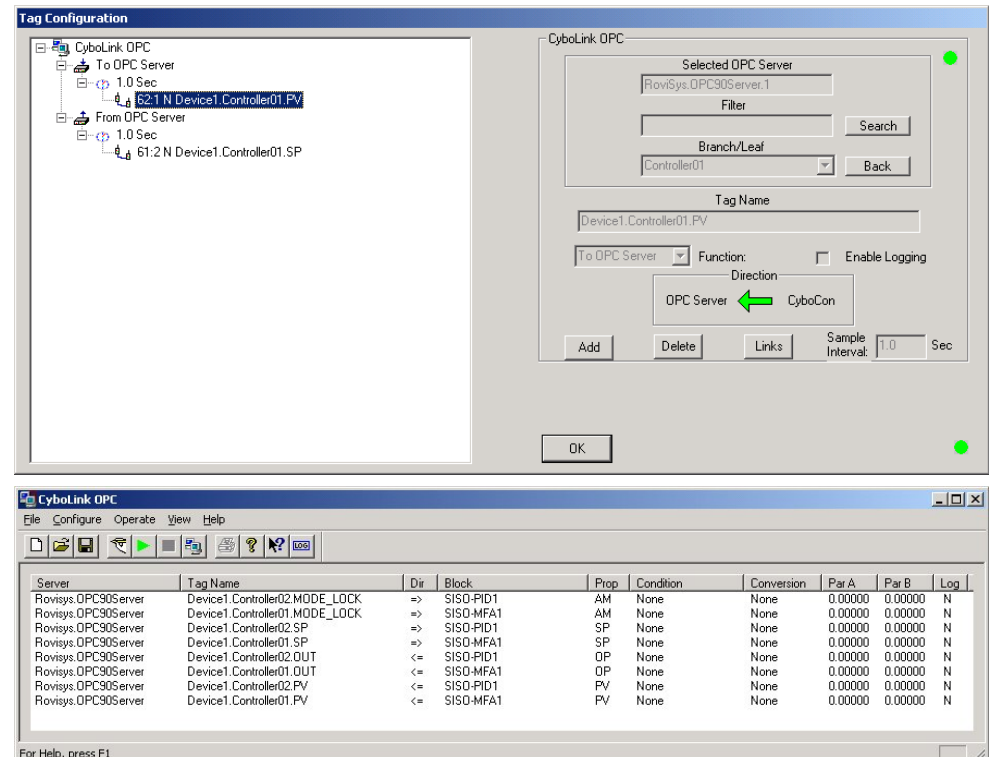 Tag Configuration
CyboLink OPC
To OPC Server
1.0 Sec
62:1 N Device1.Controller01.PV
From OPC Server
1.0 Sec
61:2 N Device1.Controller01.SP
CyboLink OPC
Selected OPC Server
RoviSys.OPC90Server.1
Filter
Search
Branch/Leaf
Controller01
Back
Tag Name
Device1.Controller01.PV
To OPC Server Function: Enable Logging
Direction
OPC Server CyboCon
Add Delete Links Sample Interval: 1.0 Sec
OK
CyboLink OPC
File Configure Operate View Help
LOG
Server Tag Name Dir Block Prop Condition Conversion Par A Par B Log
Rovisys.OPC90Server Device1.Controller02.MODE_LOCK => SISO-PID1 AM None None 0.00000 0.00000 N
Rovisys.OPC90Server Device1.Controller01.MODE_LOCK => SISO-MFA1 AM None None 0.00000 0.00000 N
Rovisys.OPC90Server Device1.Controller02.SP => SISO-PID1 SP None None 0.00000 0.00000 N
Rovisys.OPC90Server Device1.Controller01.SP => SISO-MFA1 SP None None 0.00000 0.00000 N
Rovisys.OPC90Server Device1.Controller02.OUT <= SISO-PID1 OP None None 0.00000 0.00000 N
Rovisys.OPC90Server Device1.Controller01.OUT <= SISO-MFA1 OP None None 0.00000 0.00000 N
Rovisys.OPC90Server Device1.Controller02.PV <= SISO-PID1 PV None None 0.00000 0.00000 N
Rovisys.OPC90Server Device1.Controller01.PV <= SISO-MFA1 PV None None 0.00000 0.00000 N
For Help, press F1